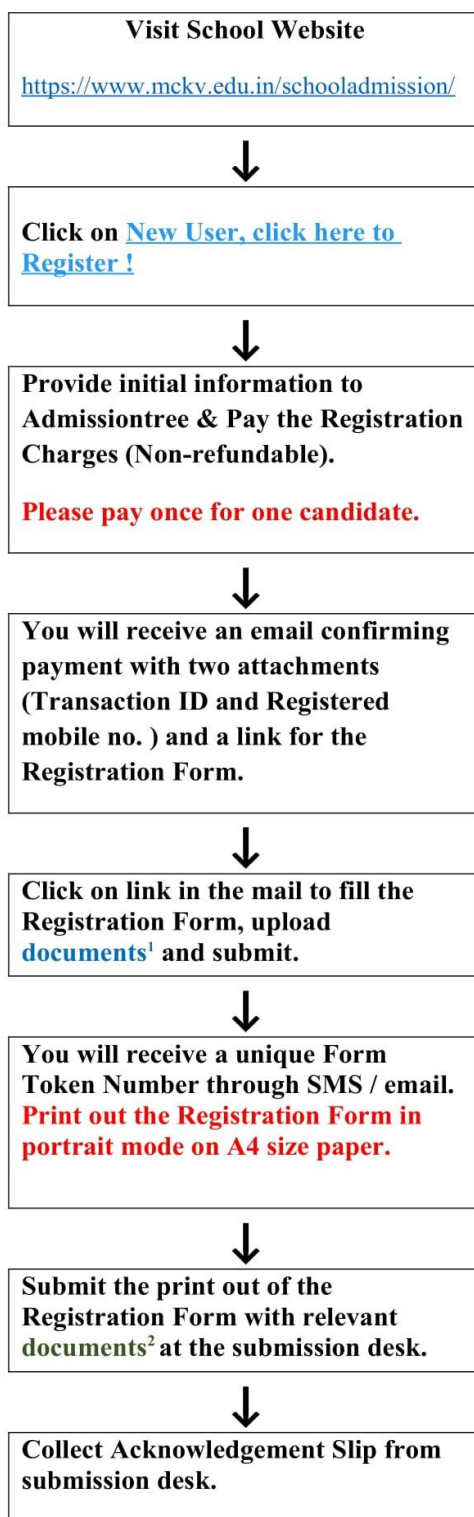 Visit School Website
https://www.mckv.edu.in/schooladmission/
Click on New User, click here to
Register !
Provide initial information to
Admissiontree & Pay the Registration
Charges (Non-refundable).
Please pay once for one candidate.
You will receive an email confirming
payment with two attachments
(Transaction ID and Registered
mobile no. ) and a link for the
Registration Form.
Click on link in the mail to fill the
Registration Form, upload
documents¹ and submit.
You will receive a unique Form
Token Number through SMS / email.
Print out the Registration Form in
portrait mode on A4 size paper.
Submit the print out of the
Registration Form with relevant
documents² at the submission desk.
Collect Acknowledgement Slip from
submission desk.